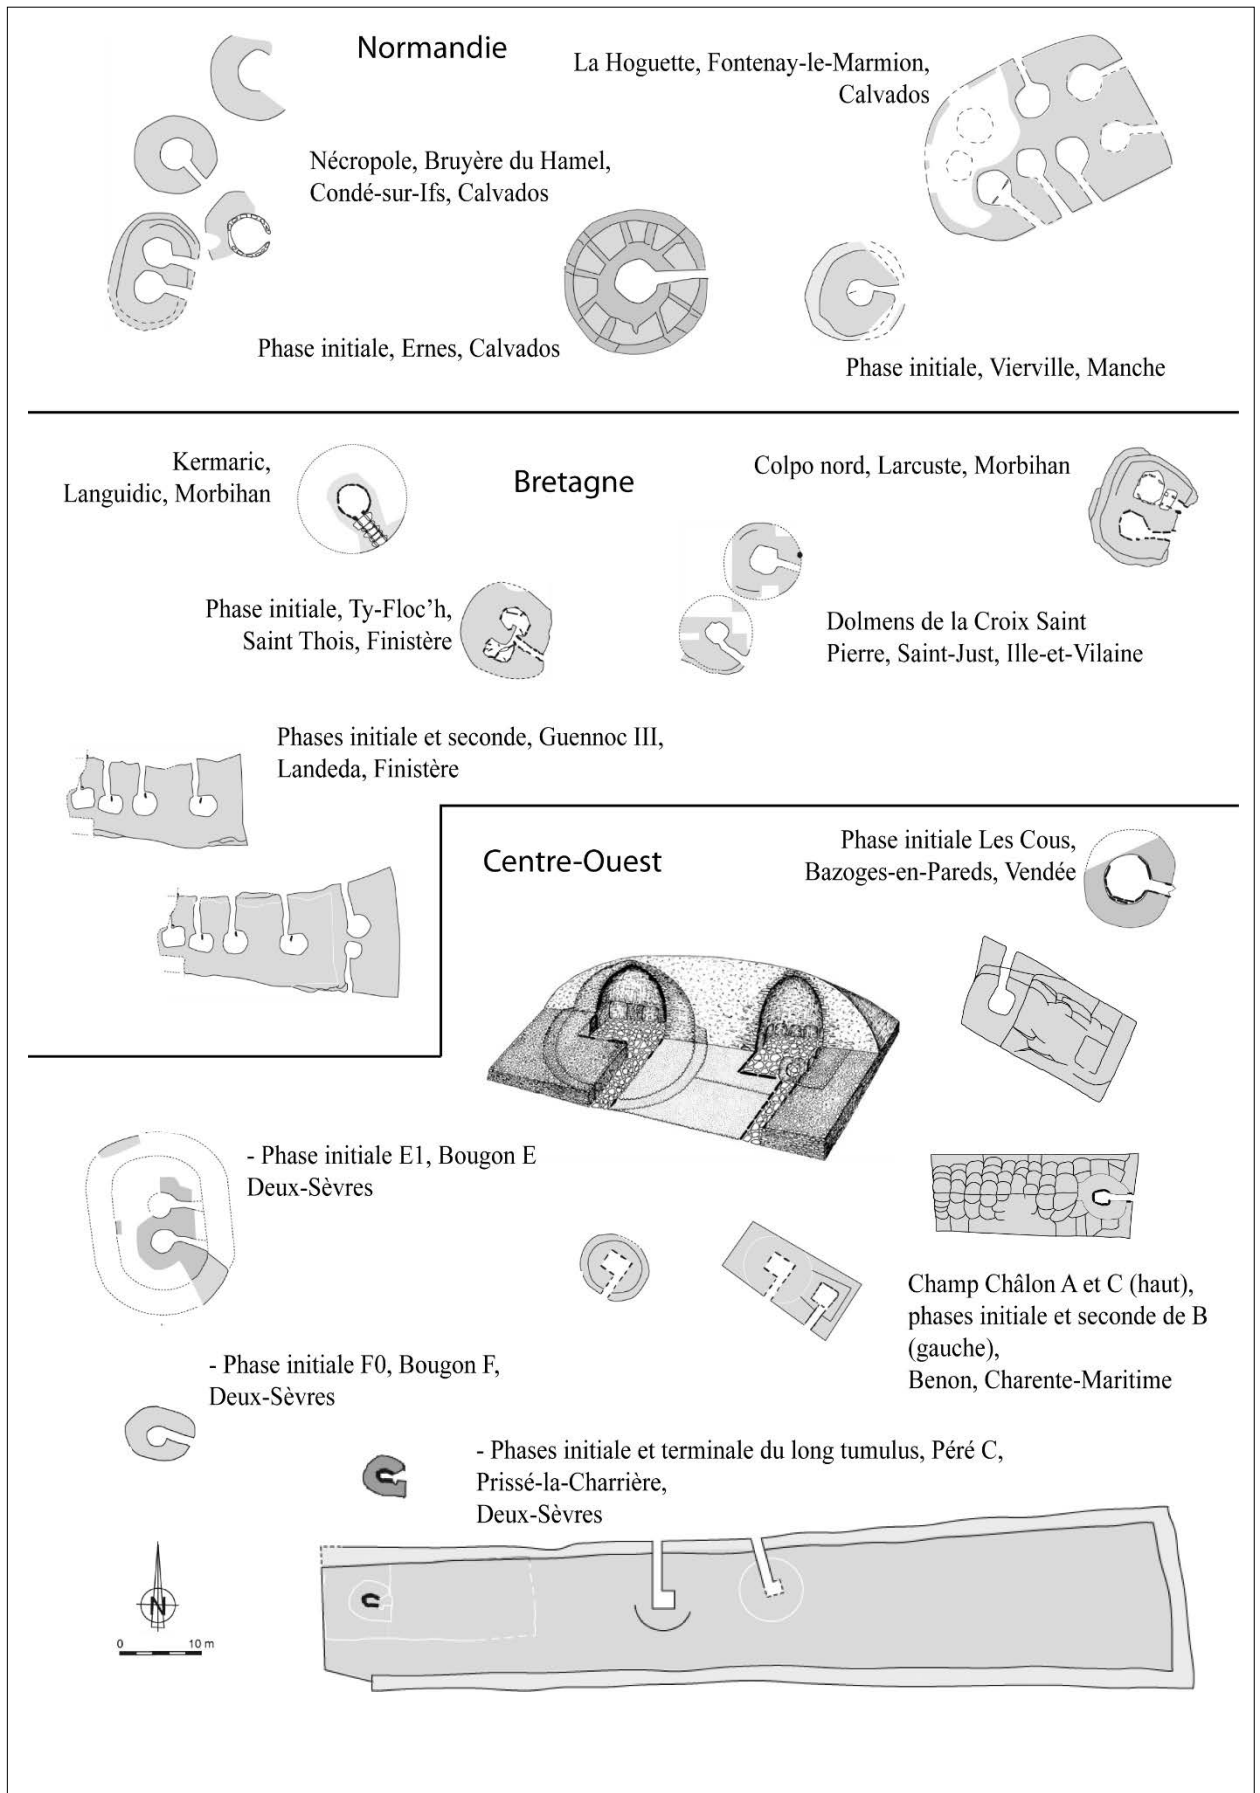 Normandie
La Hoguette, Fontenay-le-Marmion,
Calvados
Nécropole, Bruyère du Hamel,
Condé-sur-Ifs, Calvados
Phase initiale, Ernes, Calvados
Phase initiale, Vierville, Manche
Kermaric,
Languidic, Morbihan
Bretagne
Colpo nord, Larcuste, Morbihan
Phase initiale, Ty-Floc’h,
Saint Thois, Finistère
Dolmens de la Croix Saint
Pierre, Saint-Just, Ille-et-Vilaine
Phases initiale et seconde, Guennoc III,
Landeda, Finistère
Centre-Ouest
Phase initiale Les Cous,
Bazoges-en-Pareds, Vendée
- Phase initiale E1, Bougon E
Deux-Sèvres
Champ Châlon A et C (haut),
phases initiale et seconde de B
(gauche),
Benon, Charente-Maritime
- Phase initiale F0, Bougon F,
Deux-Sèvres
- Phases initiale et terminale du long tumulus, Péré C,
Prissé-la-Charrière,
Deux-Sèvres
N
0 10 m